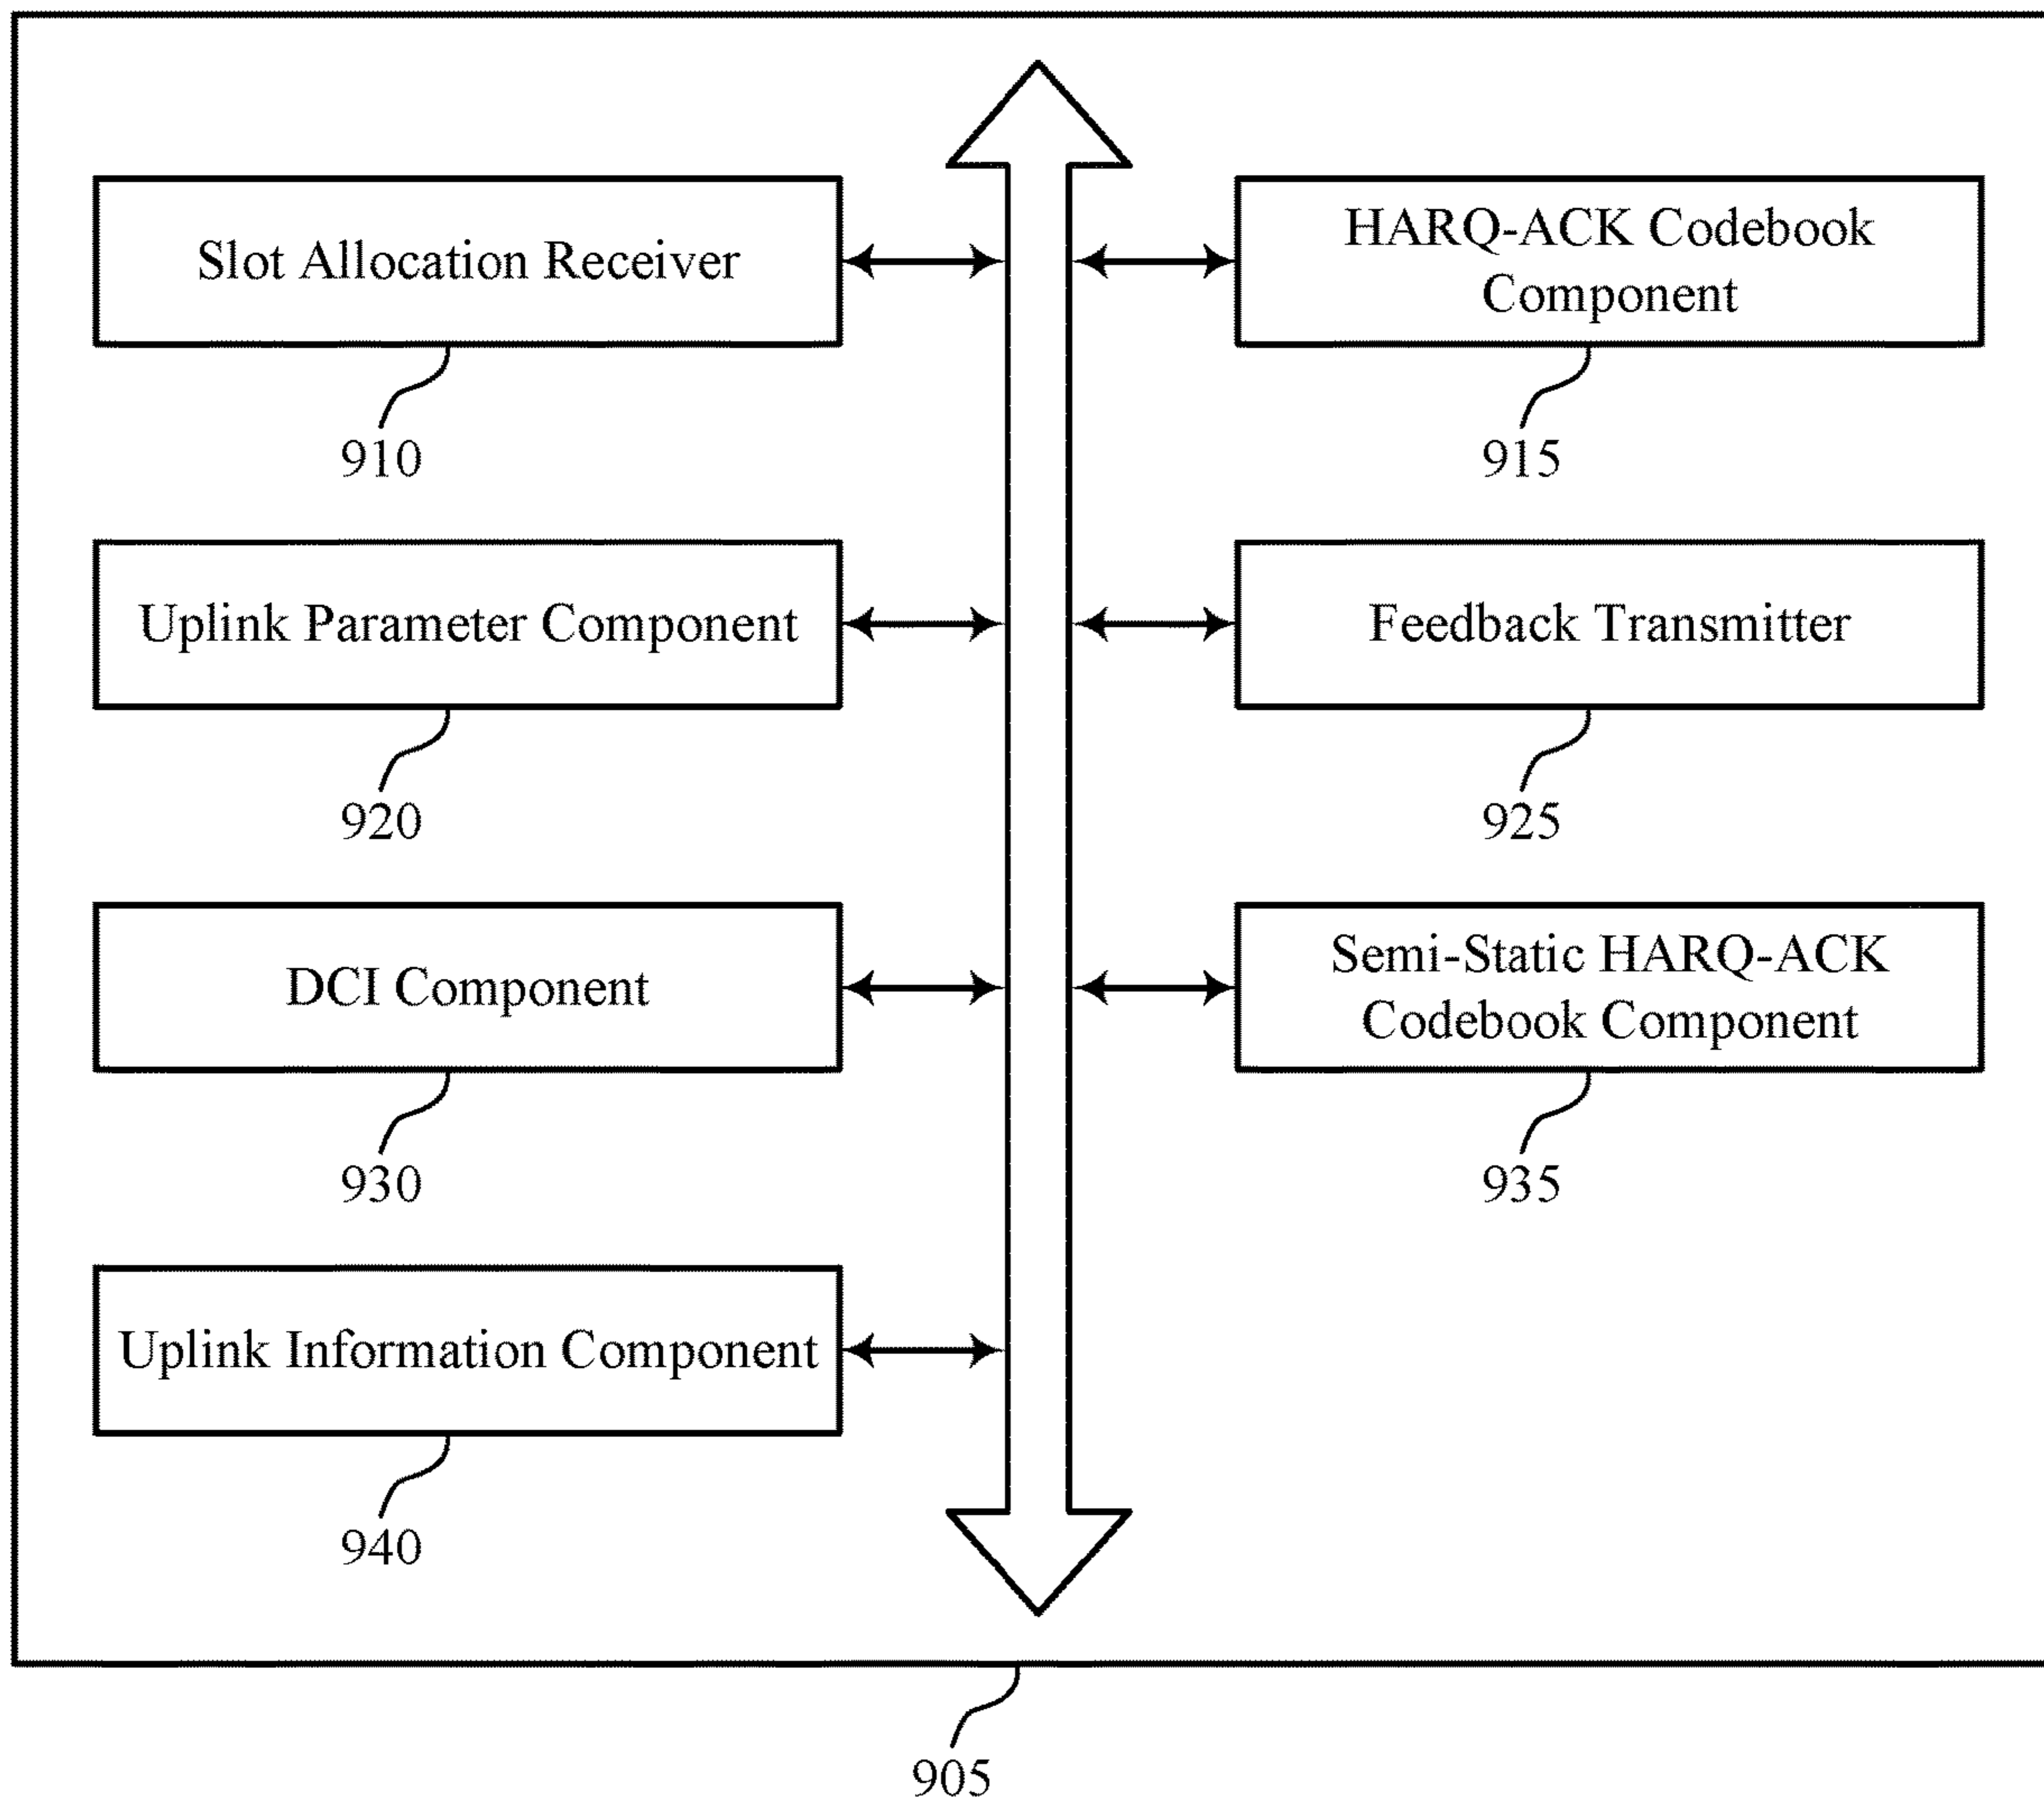 Slot Allocation Receiver
910
HARQ-ACK Codebook
Component
915
Uplink Parameter Component
920
Feedback Transmitter
925
DCI Component
930
Semi-Static HARQ-ACK
Codebook Component
935
Uplink Information Component
940
905